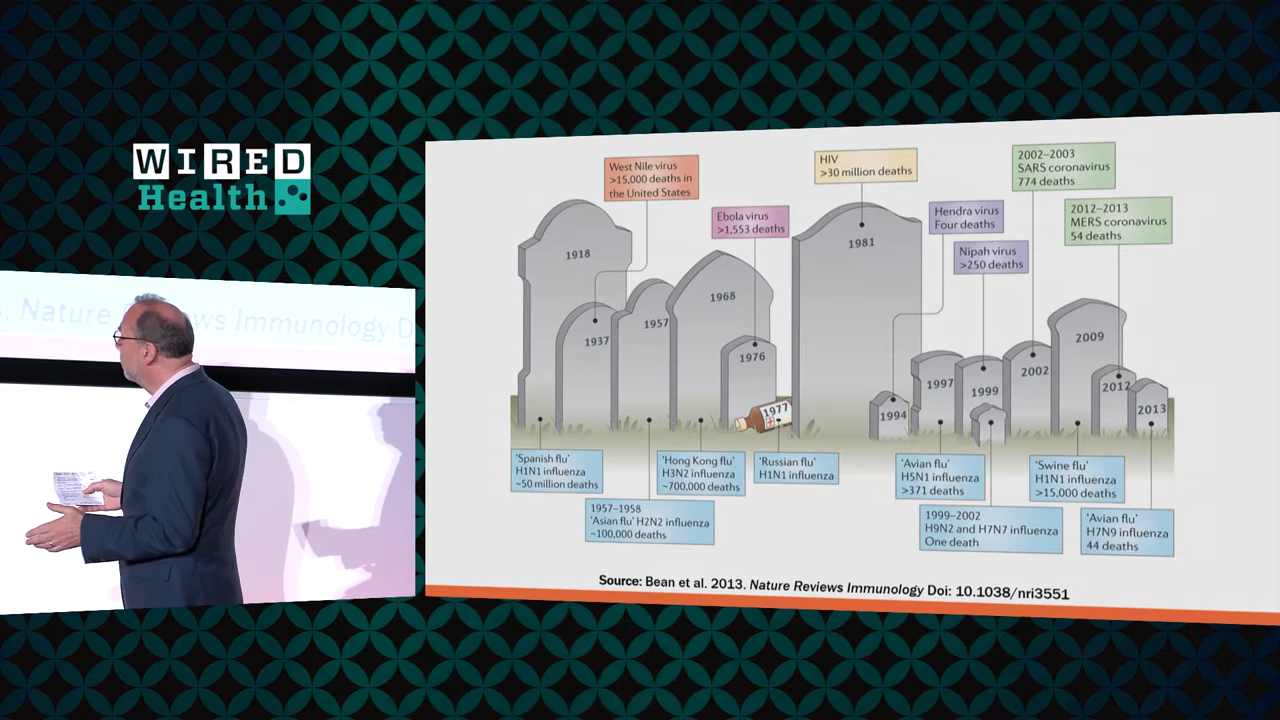 WIRED
Health
. Nature Reviews Immunology D
West Nile virus
>15,000 deaths in
the United States
HIV
>30 million deaths
2002–2003
SARS coronavirus
774 deaths
Ebola virus
>1,553 deaths
Hendra virus
Four deaths
2012–2013
MERS coronavirus
54 deaths
Nipah virus
>250 deaths
1918
1937
1957
1968
1976
1977
1981
1994
1997
1999
2002
2009
2012
2013
'Spanish flu'
H1N1 influenza
~50 million deaths
1957–1958
'Asian flu' H2N2 influenza
~100,000 deaths
'Hong Kong flu'
H3N2 influenza
~700,000 deaths
'Russian flu'
H1N1 influenza
'Avian flu'
H5N1 influenza
>371 deaths
1999–2002
H9N2 and H7N7 influenza
One death
'Swine flu'
H1N1 influenza
>15,000 deaths
'Avian flu'
H7N9 influenza
44 deaths
Source: Bean et al. 2013. Nature Reviews Immunology Doi: 10.1038/nri3551